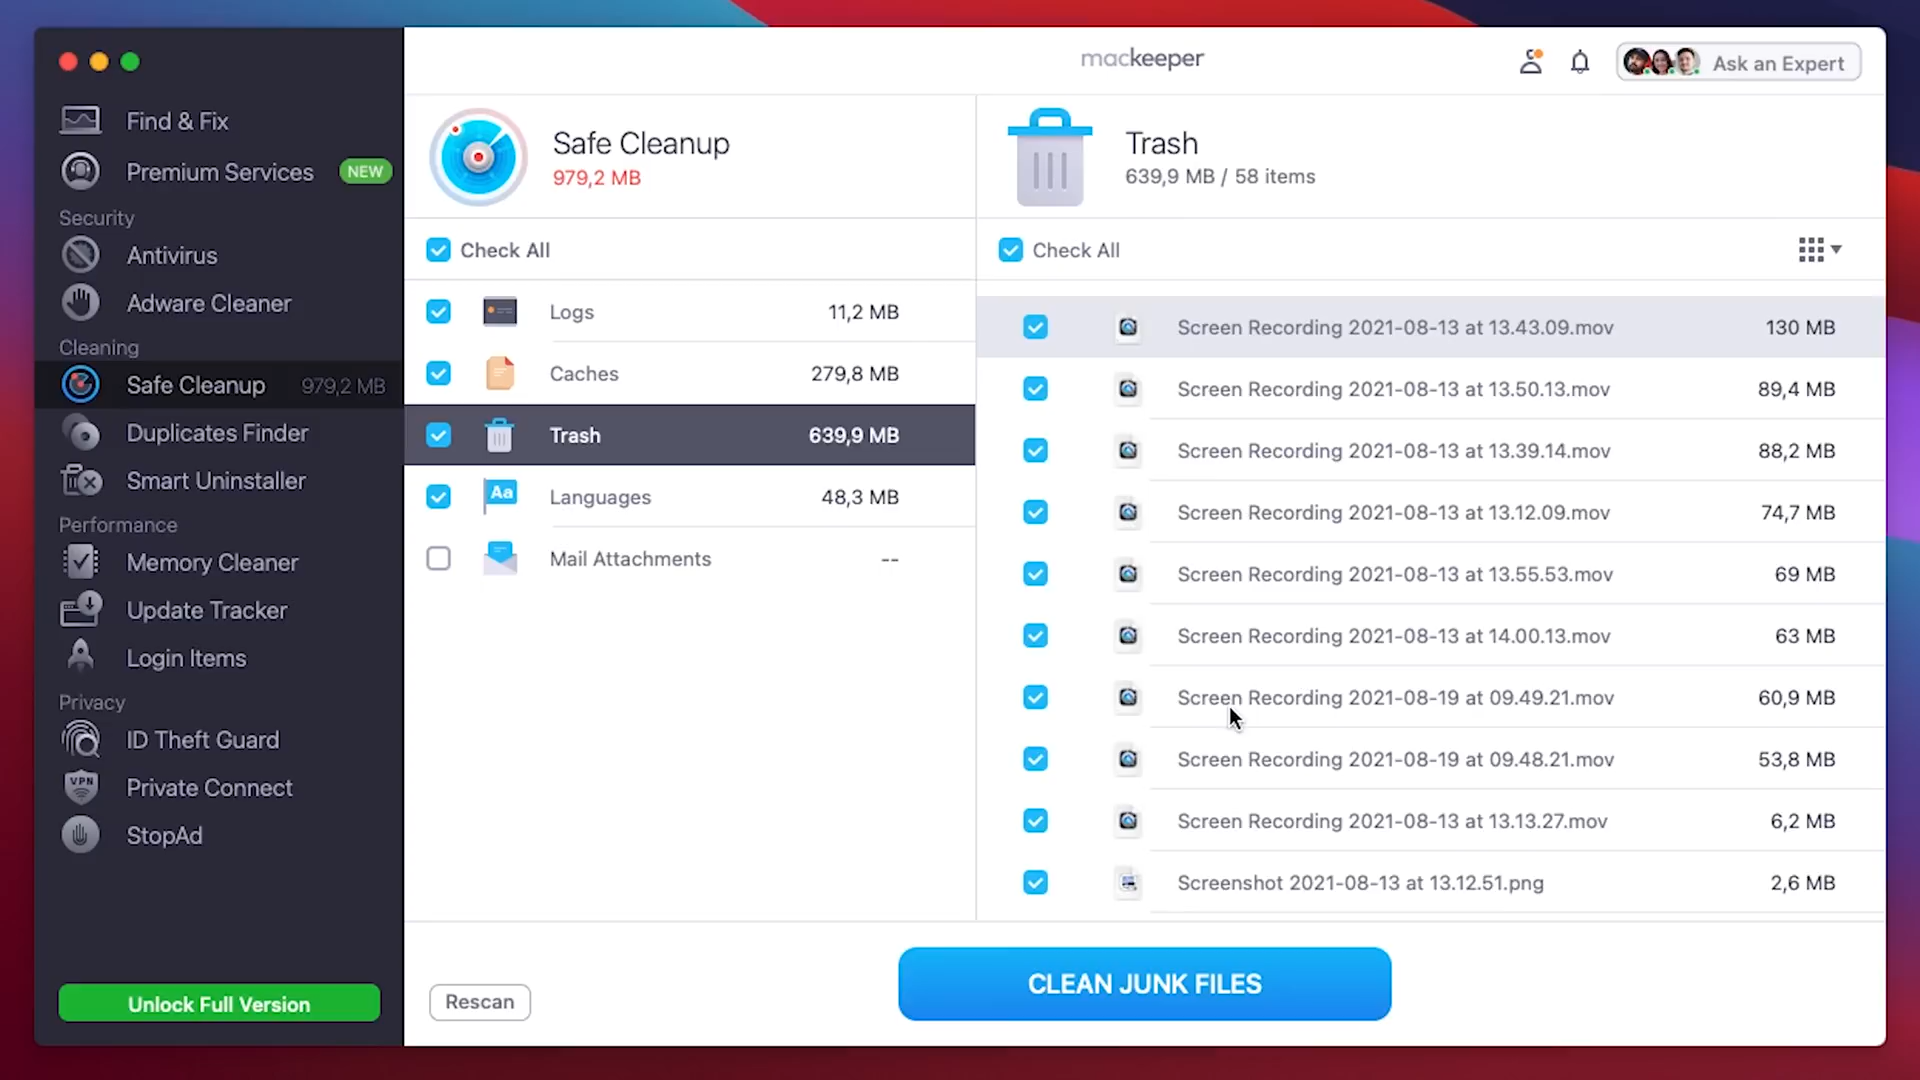 mackeeper
Ask an Expert
Find & Fix
Premium Services NEW
Security
Antivirus
Adware Cleaner
Cleaning
Safe Cleanup 979,2 MB
Duplicates Finder
Smart Uninstaller
Performance
Memory Cleaner
Update Tracker
Login Items
Privacy
ID Theft Guard
VPN
Private Connect
StopAd
Unlock Full Version
Safe Cleanup
979,2 MB
Check All
Logs 11,2 MB
Caches 279,8 MB
Trash 639,9 MB
Aa
Languages 48,3 MB
Mail Attachments --
Rescan
Trash
639,9 MB / 58 items
Check All
Screen Recording 2021-08-13 at 13.43.09.mov 130 MB
Screen Recording 2021-08-13 at 13.50.13.mov 89,4 MB
Screen Recording 2021-08-13 at 13.39.14.mov 88,2 MB
Screen Recording 2021-08-13 at 13.12.09.mov 74,7 MB
Screen Recording 2021-08-13 at 13.55.53.mov 69 MB
Screen Recording 2021-08-13 at 14.00.13.mov 63 MB
Screen Recording 2021-08-19 at 09.49.21.mov 60,9 MB
Screen Recording 2021-08-19 at 09.48.21.mov 53,8 MB
Screen Recording 2021-08-13 at 13.13.27.mov 6,2 MB
Screenshot 2021-08-13 at 13.12.51.png 2,6 MB
CLEAN JUNK FILES